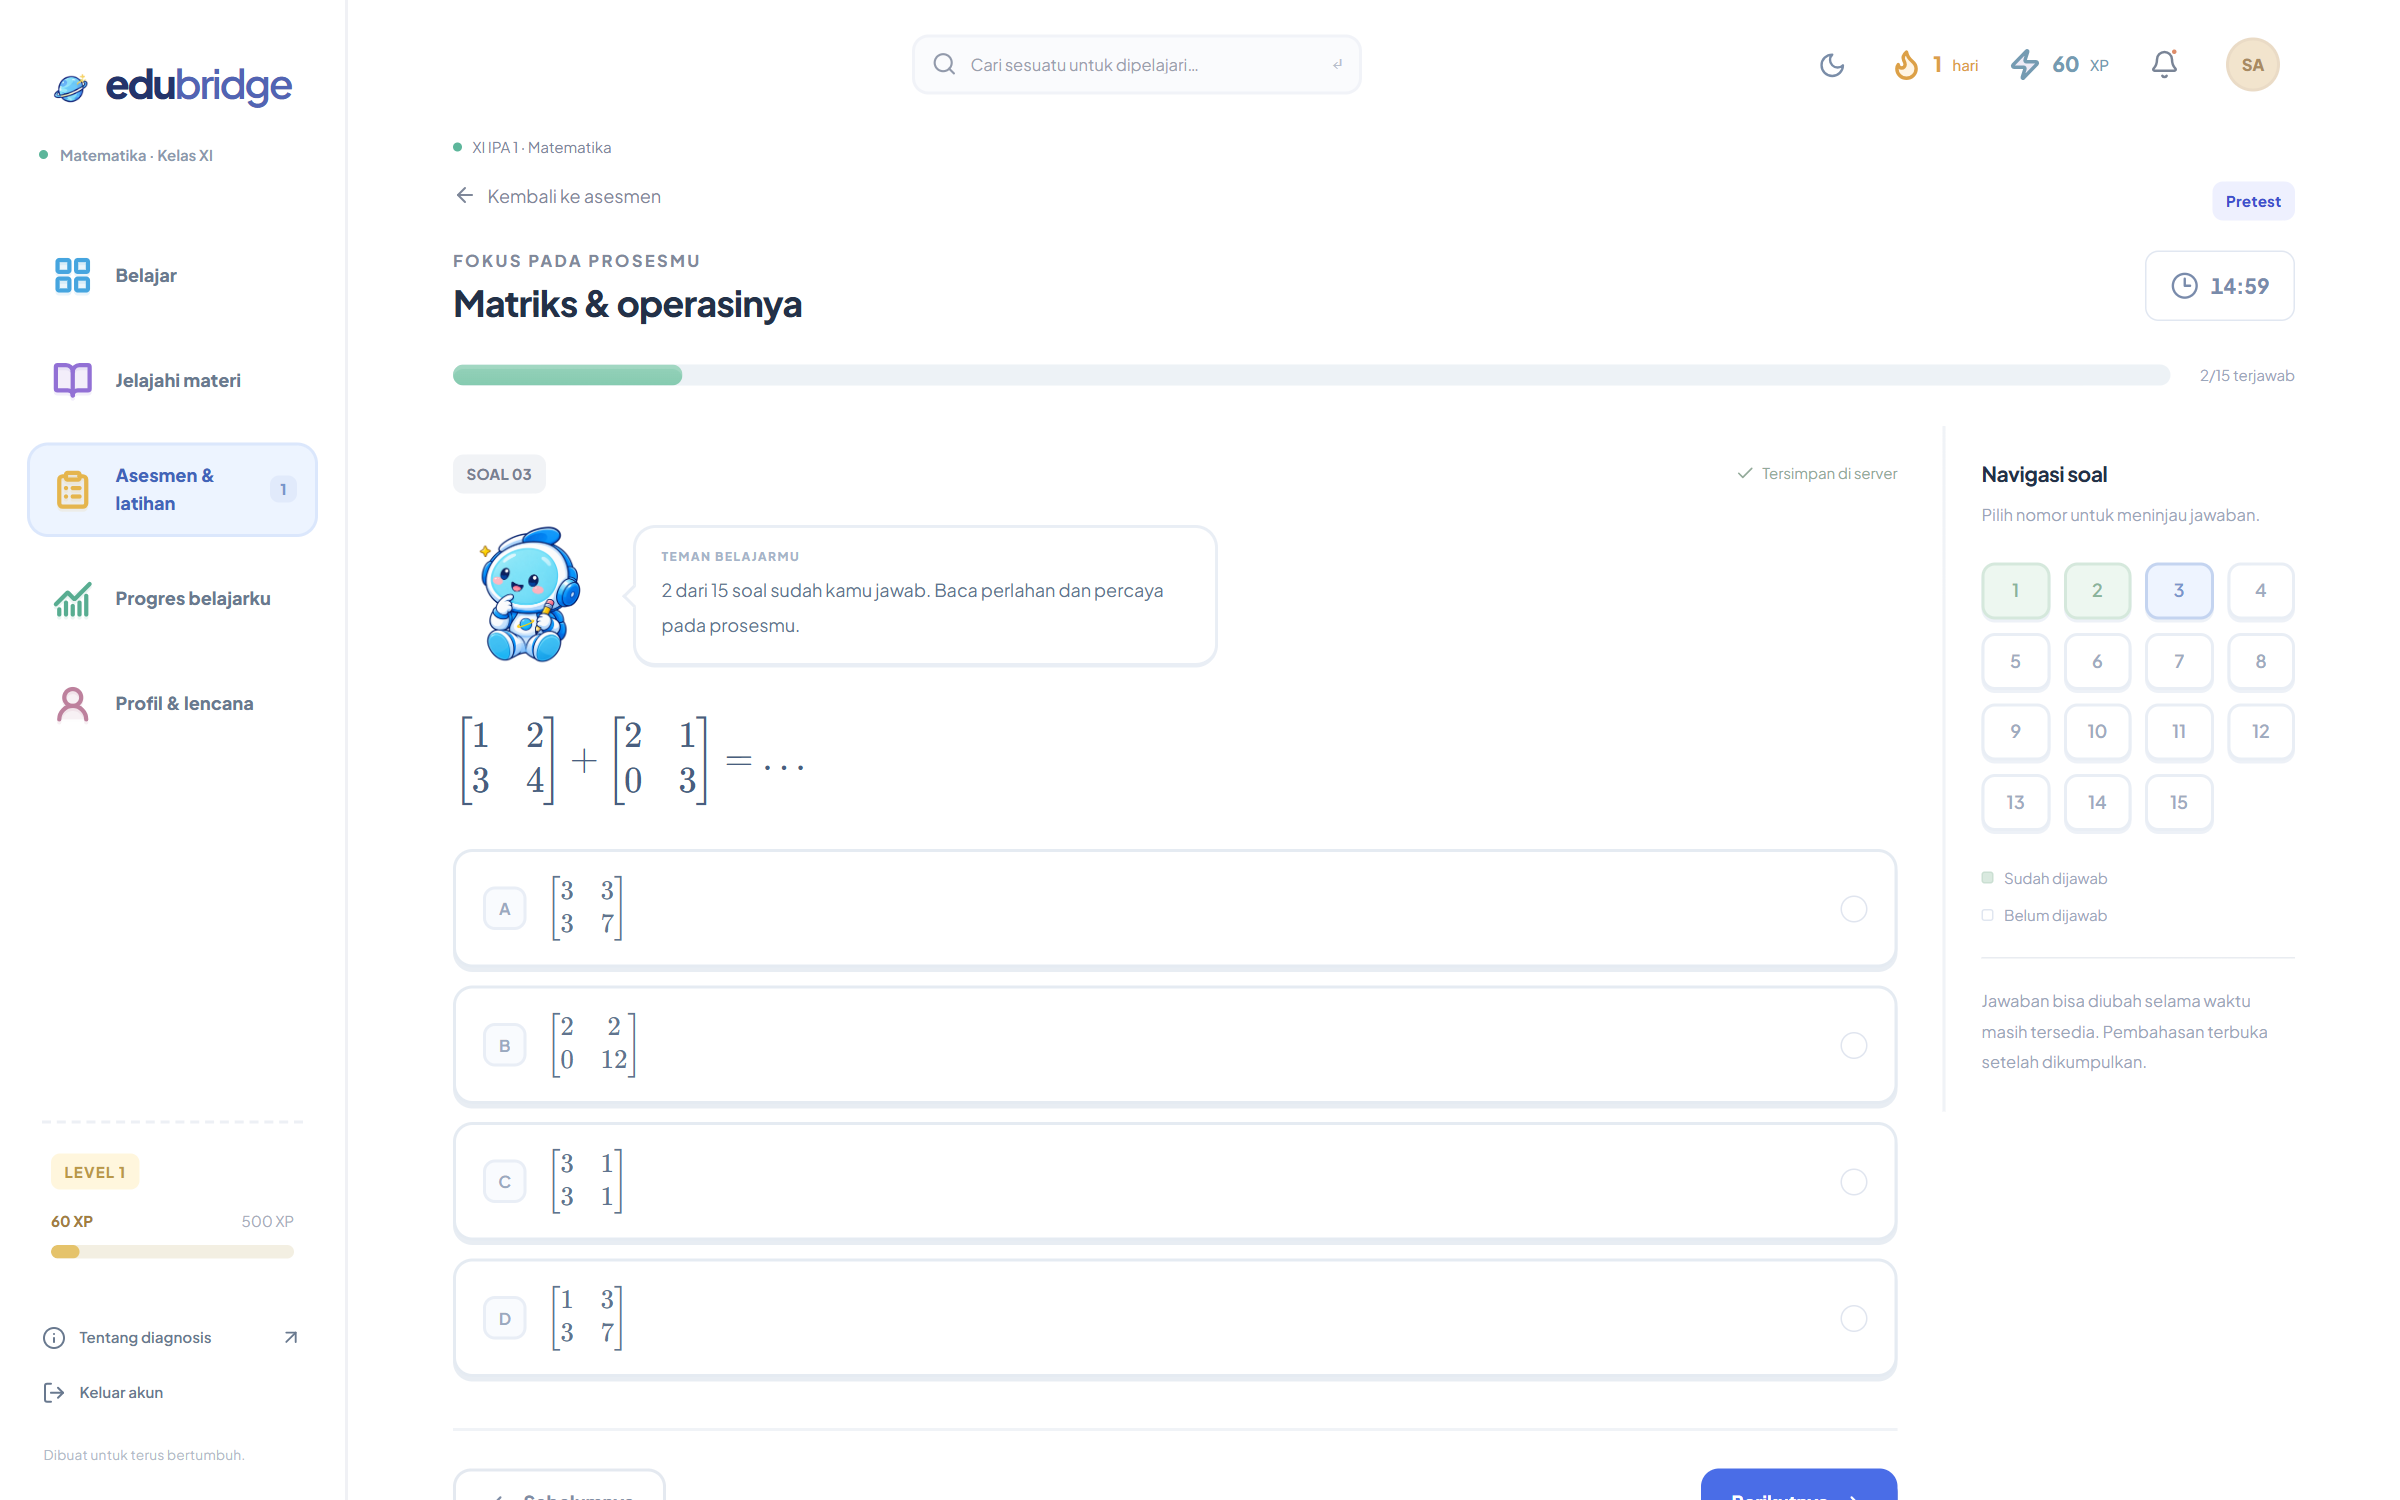 edubridge
Matematika · Kelas XI
Belajar
Jelajahi materi
Asesmen &
latihan
1
Progres belajarku
Profil & lencana
LEVEL 1
60 XP
500 XP
Tentang diagnosis
Keluar akun
Dibuat untuk terus bertumbuh.
Cari sesuatu untuk dipelajari...
1 hari
60 XP
SA
XI IPA 1 · Matematika
Kembali ke asesmen
Pretest
FOKUS PADA PROSESMU
Matriks & operasinya
14:59
2/15 terjawab
SOAL 03
Tersimpan di server
TEMAN BELAJARMU
2 dari 15 soal sudah kamu jawab. Baca perlahan dan percaya
pada prosesmu.
[1 2] + [2 1] = ...
[3 4] [0 3]
A
3 3
3 7
B
2 2
0 12
C
3 1
3 1
D
1 3
3 7
Sebelumnya
Berikutnya
Navigasi soal
Pilih nomor untuk meninjau jawaban.
1 2 3 4
5 6 7 8
9 10 11 12
13 14 15
Sudah dijawab
Belum dijawab
Jawaban bisa diubah selama waktu
masih tersedia. Pembahasan terbuka
setelah dikumpulkan.